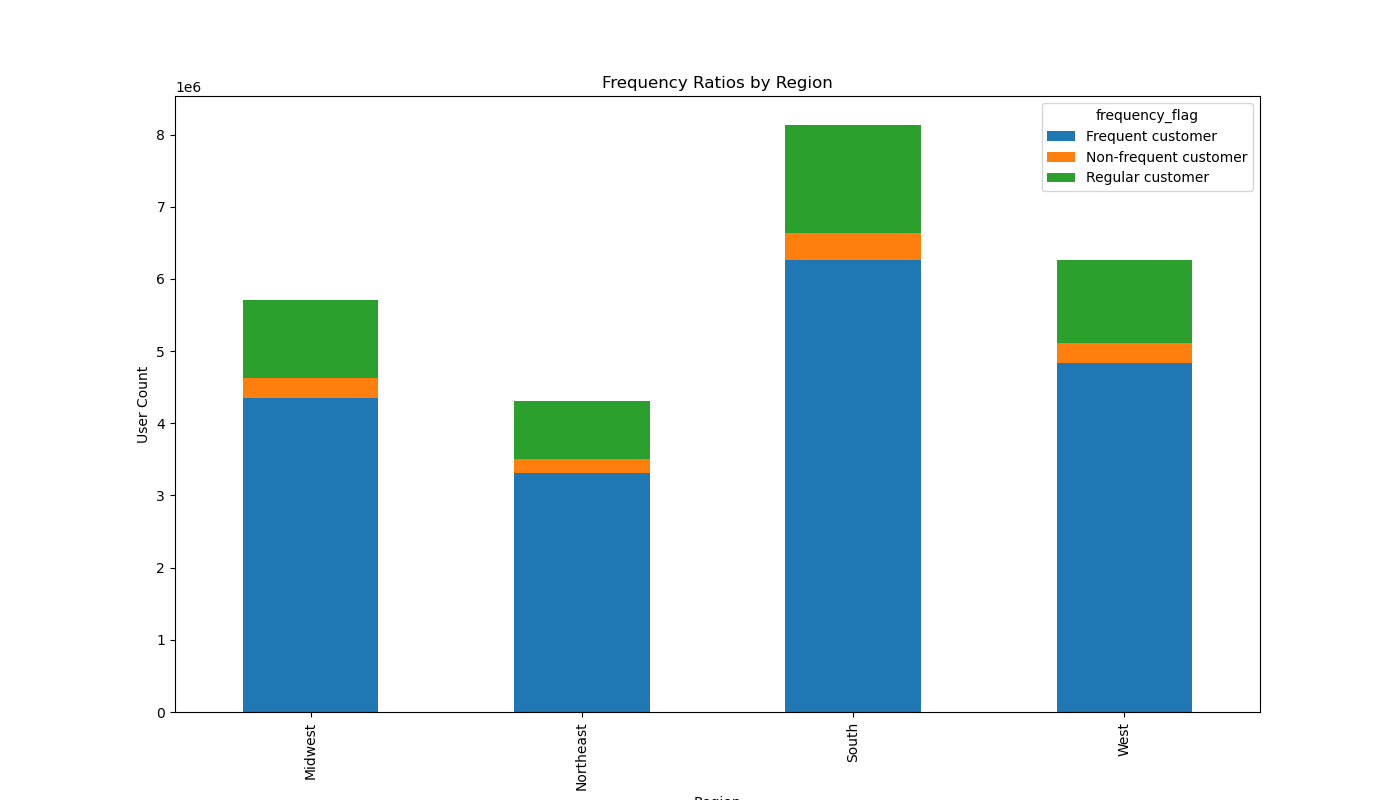 Frequency Ratios by Region
1e6
frequency_flag
Frequent customer
Non-frequent customer
Regular customer
8
7
6
5
4
3
2
1
0
User Count
Midwest
Northeast
South
West
Region